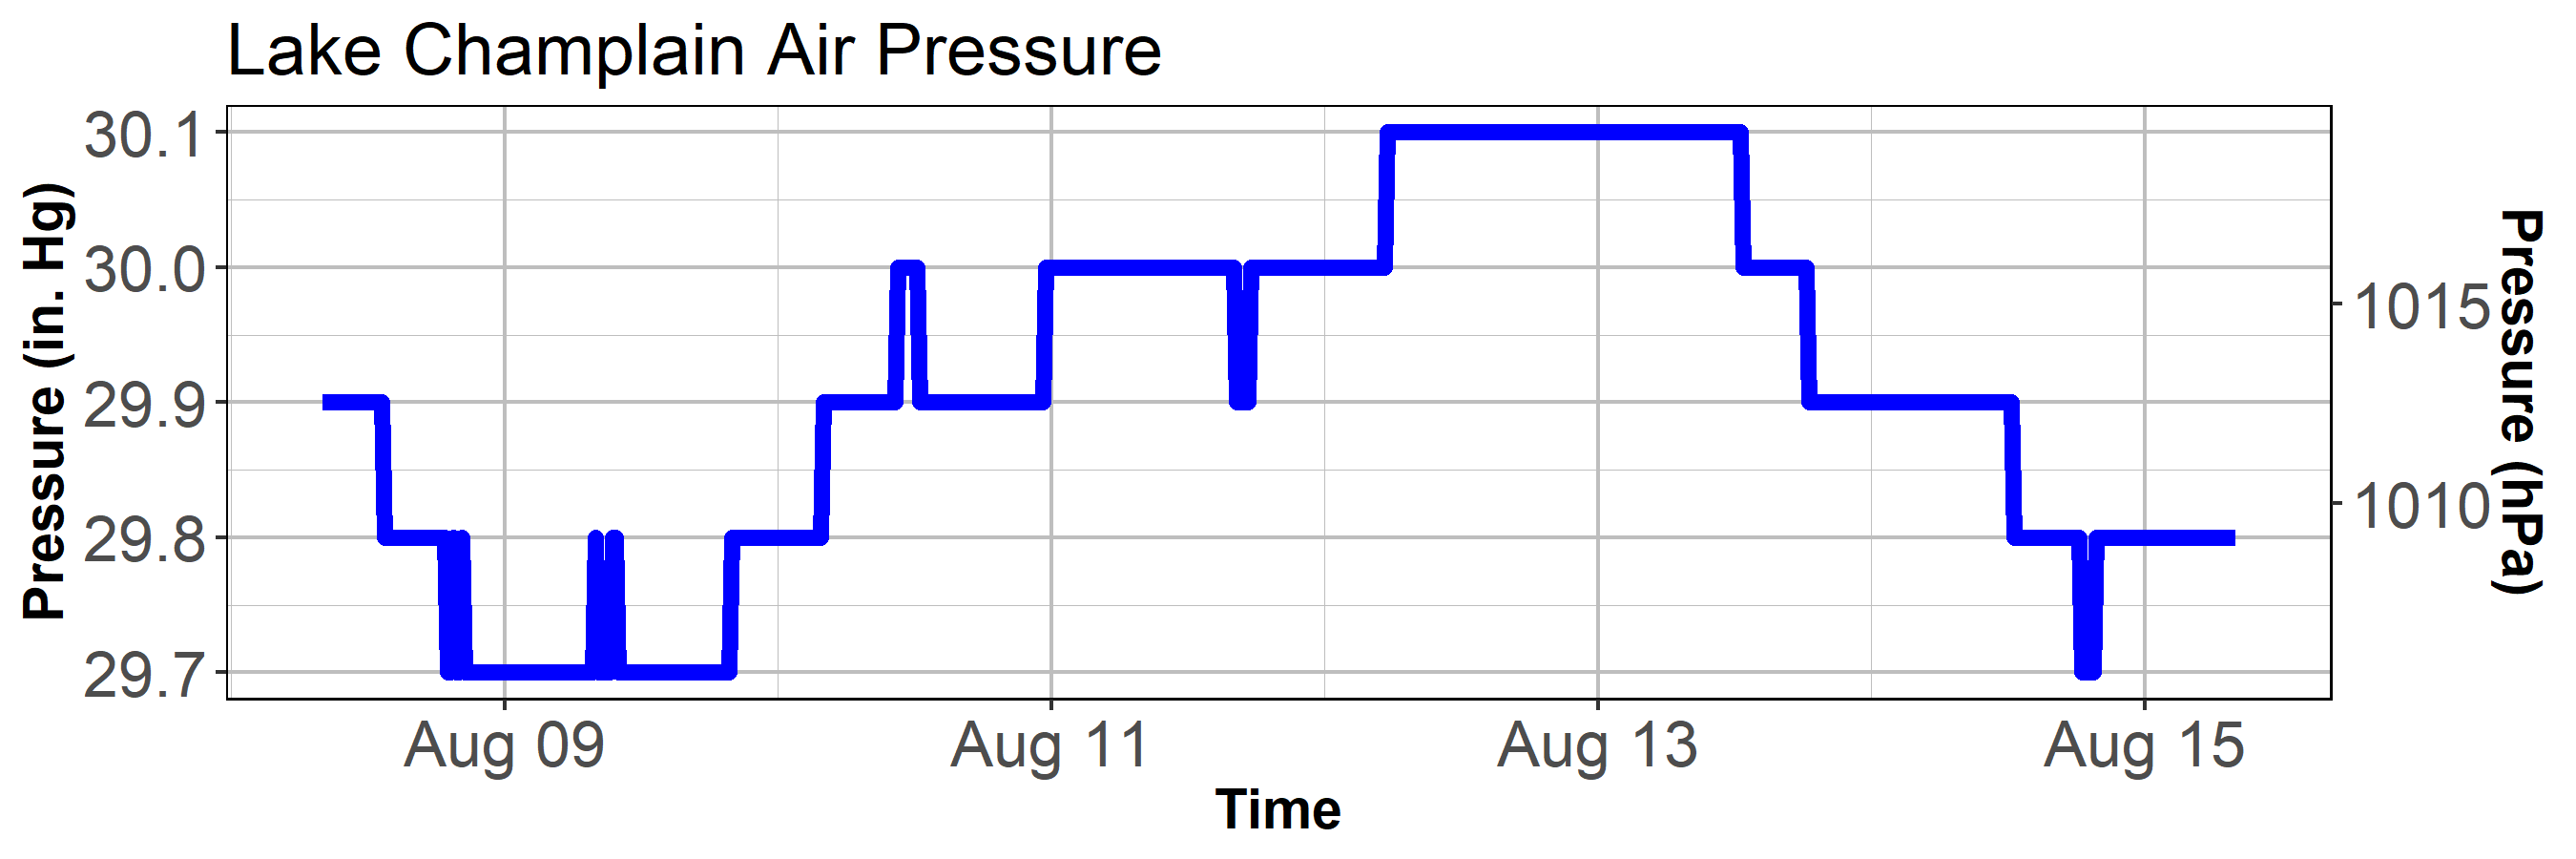 Lake Champlain Air Pressure
Pressure (in. Hg)
30.1
30.0
29.9
29.8
29.7
1015
1010
Pressure (hPa)
Aug 09 Aug 11 Aug 13 Aug 15
Time